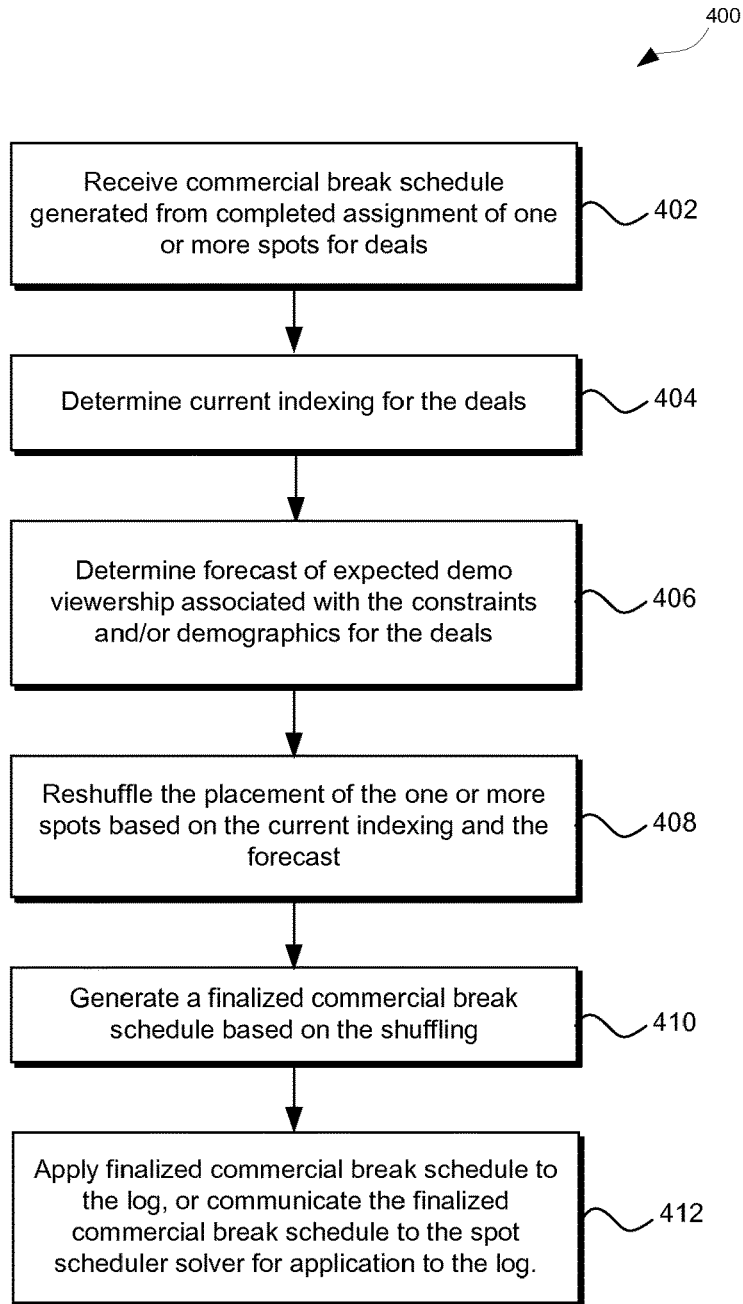 400
Receive commercial break schedule
generated from completed assignment of one
or more spots for deals
402
Determine current indexing for the deals
404
Determine forecast of expected demo
viewership associated with the constraints
and/or demographics for the deals
406
Reshuffle the placement of the one or more
spots based on the current indexing and the
forecast
408
Generate a finalized commercial break
schedule based on the shuffling
410
Apply finalized commercial break schedule to
the log, or communicate the finalized
commercial break schedule to the spot
scheduler solver for application to the log.
412